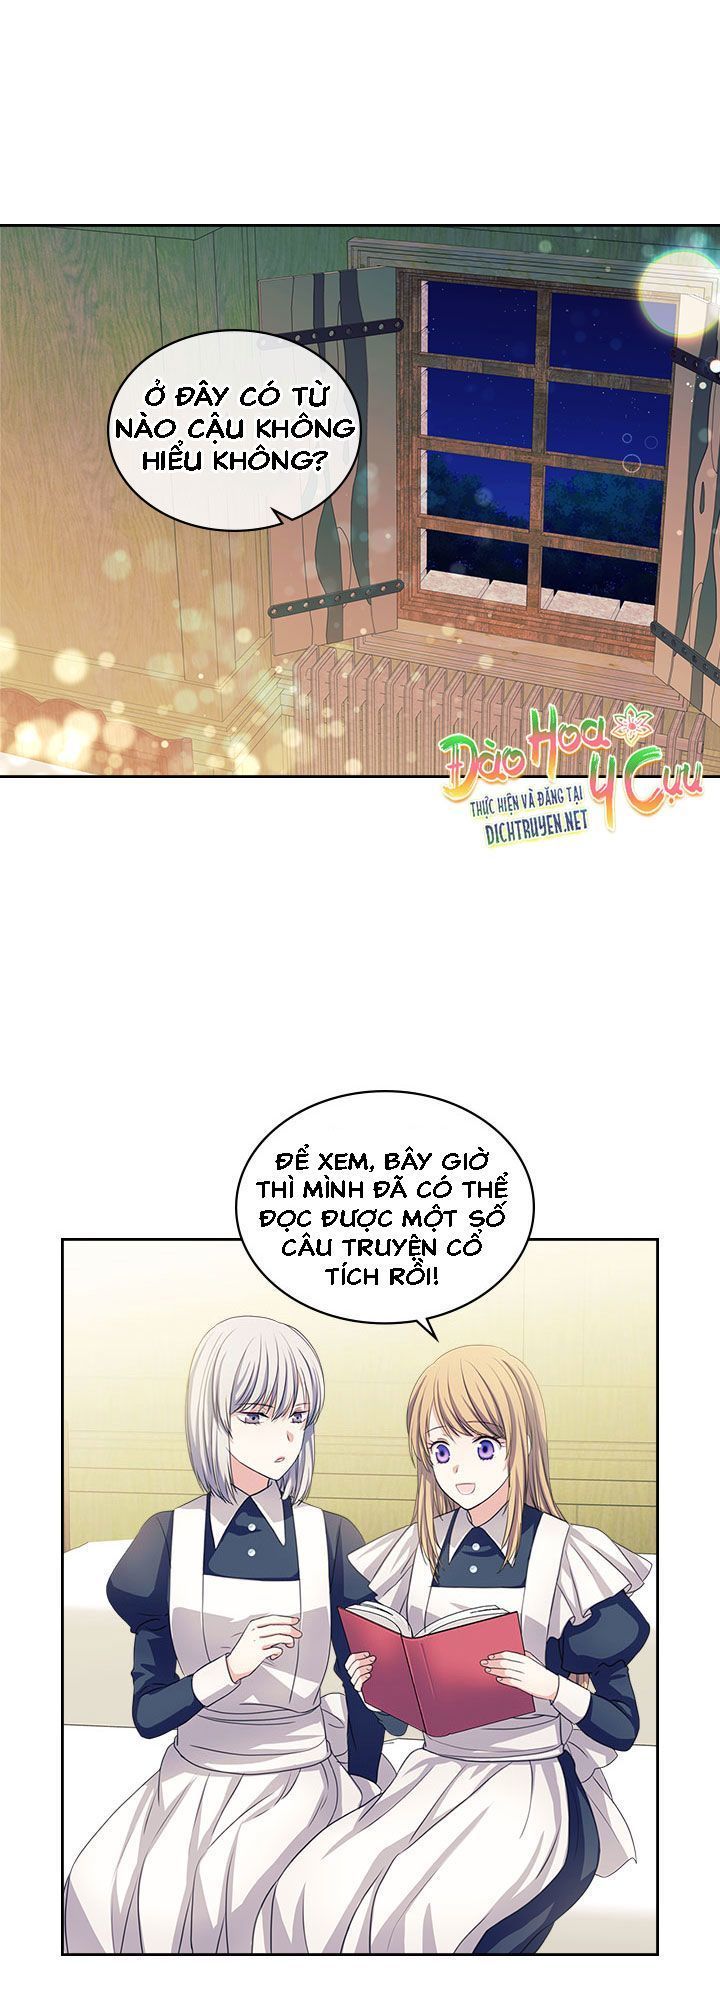 Ở ĐÂY CÓ TỪ
NÀO CẬU KHÔNG
HIỂU KHÔNG?
Đào Hoa
Y Cựu
THỰC HIỆN VÀ ĐĂNG TẠI
DICHTRUYEN.NET
ĐỂ XEM, BÂY GIỜ
THÌ MÌNH ĐÃ CÓ THỂ
ĐỌC ĐƯỢC MỘT SỐ
CÂU TRUYỆN CỔ
TÍCH RỒI!